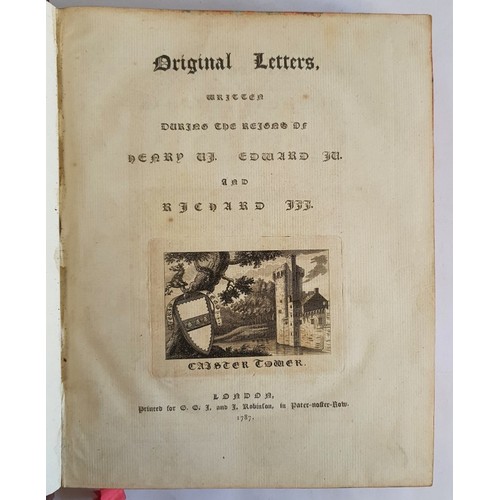 Original Letters,
WRITTEN
DURING THE REIGNS OF
HENRY VI. EDWARD IV.
AND
RICHARD III.
CAISTER TOWER.
LONDON,
Printed for G. G. J. and J. Robinson, in Pater-noster-Row.
1787.